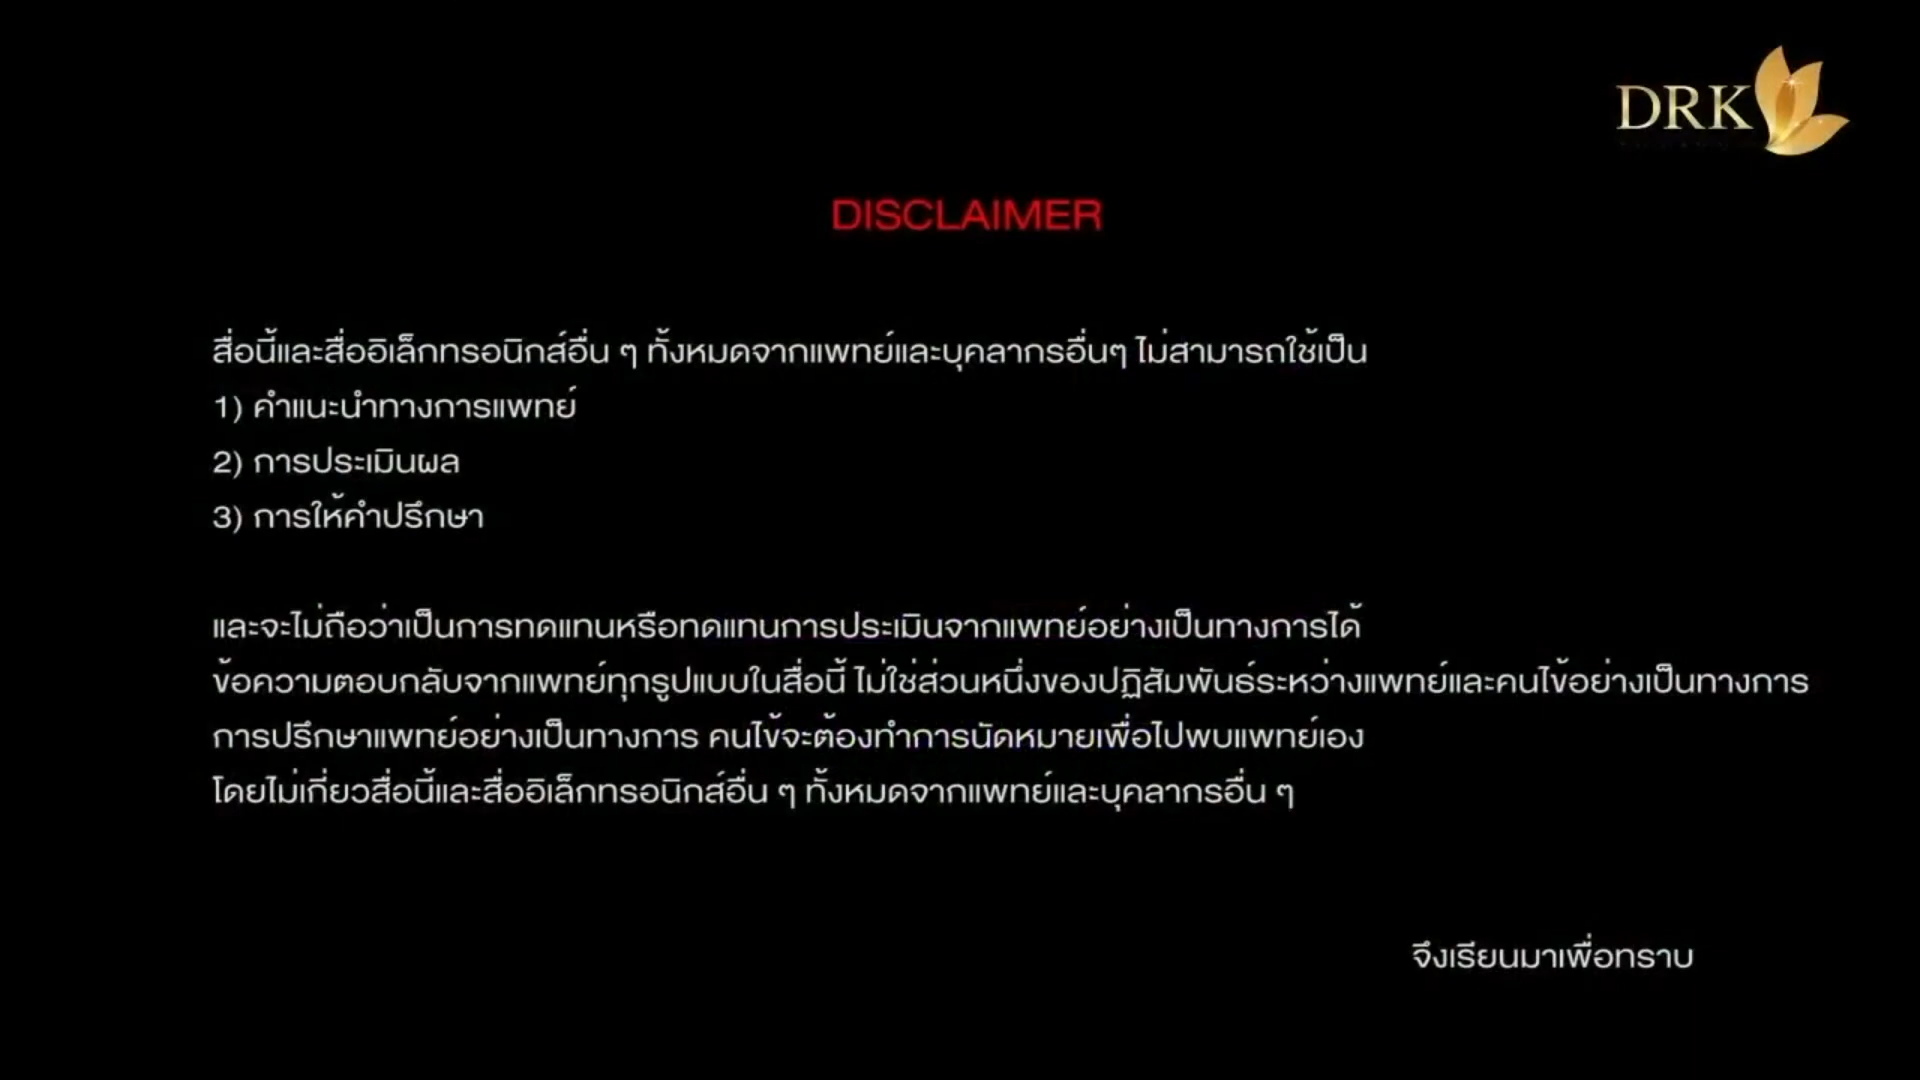 DRK
DISCLAIMER
สื่อนี้และสื่ออิเล็กทรอนิกส์อื่น ๆ ทั้งหมดจากแพทย์และบุคลากรอื่นๆ ไม่สามารถใช้เป็น
1) คำแนะนำทางการแพทย์
2) การประเมินผล
3) การให้คำปรึกษา
และจะไม่ถือว่าเป็นการทดแทนหรือทดแทนการประเมินจากแพทย์อย่างเป็นทางการได้
ข้อความตอบกลับจากแพทย์ทุกรูปแบบในสื่อนี้ ไม่ใช่ส่วนหนึ่งของปฏิสัมพันธ์ระหว่างแพทย์และคนไข้อย่างเป็นทางการ
การปรึกษาแพทย์อย่างเป็นทางการ คนไข้จะต้องทำการนัดหมายเพื่อไปพบแพทย์เอง
โดยไม่เกี่ยวสื่อนี้และสื่ออิเล็กทรอนิกส์อื่น ๆ ทั้งหมดจากแพทย์และบุคลากรอื่น ๆ
จึงเรียนมาเพื่อทราบ